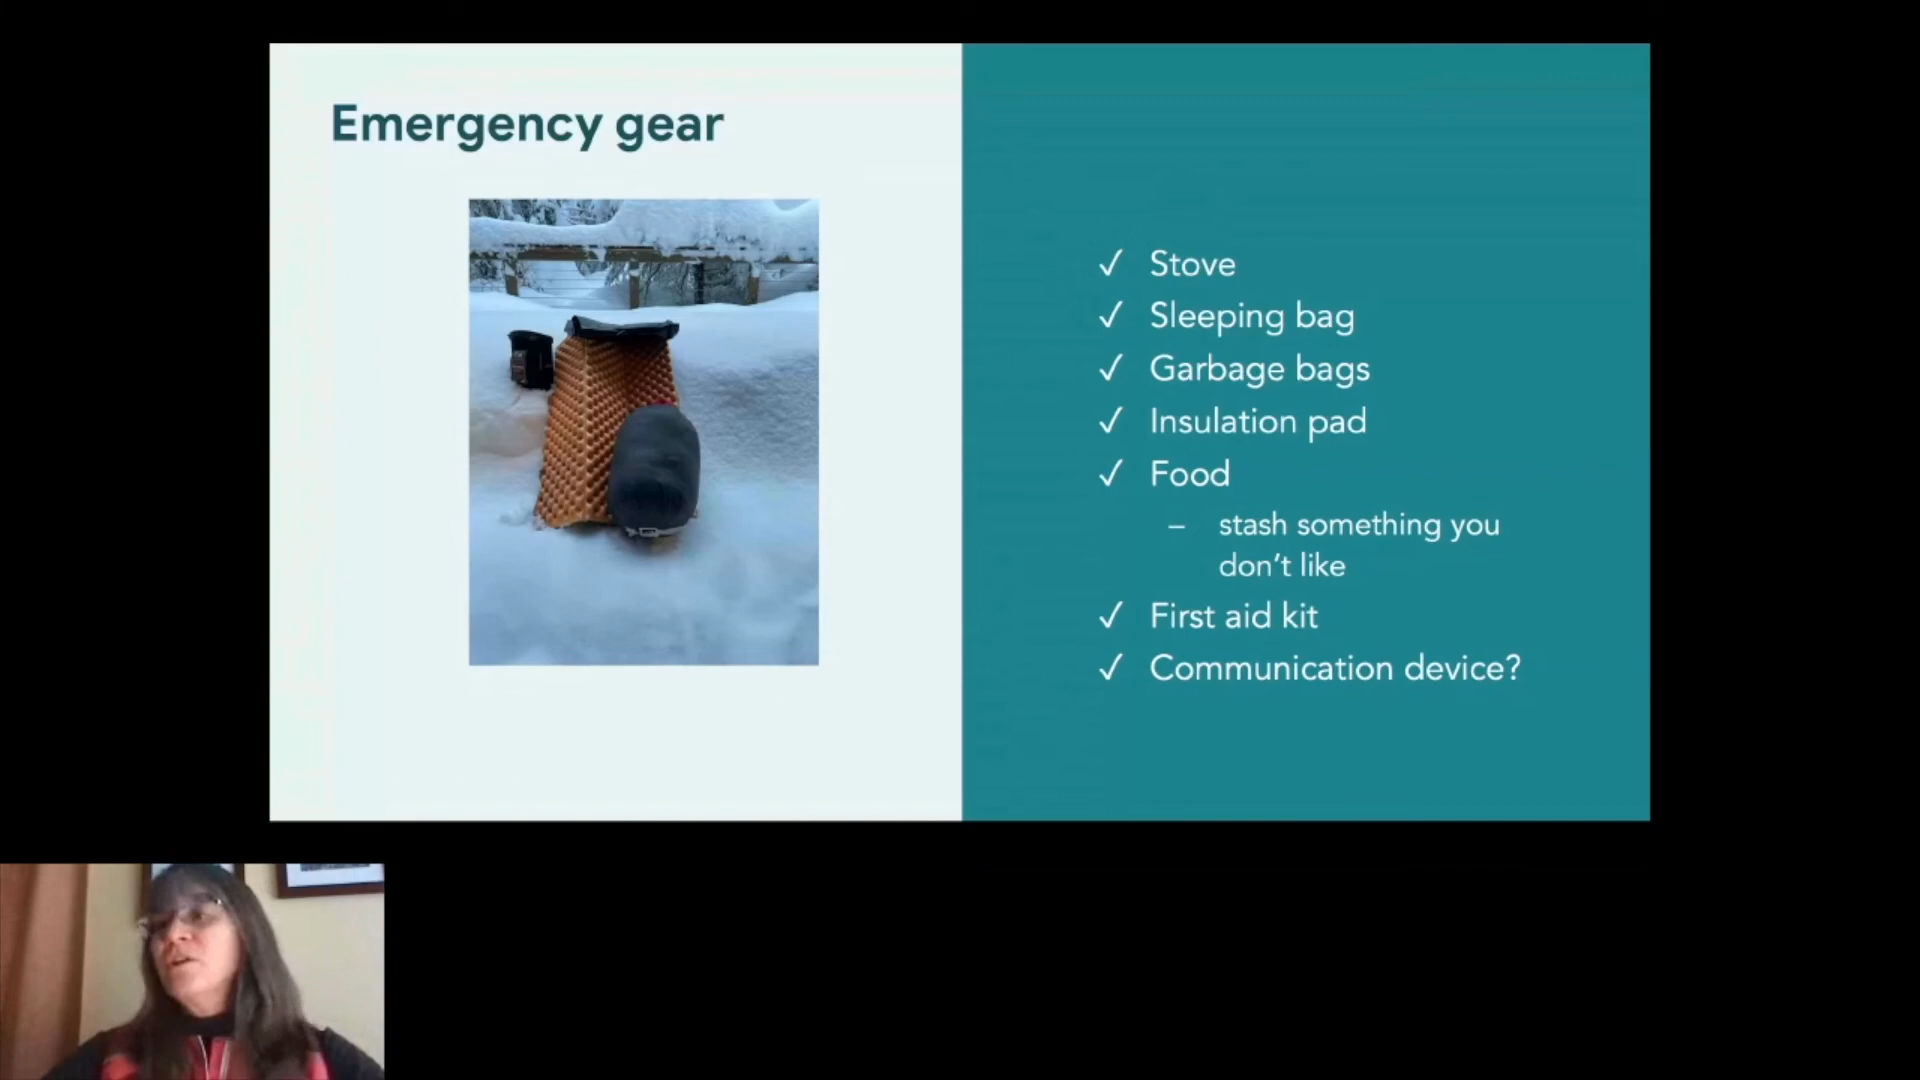 Emergency gear
✓ Stove
✓ Sleeping bag
✓ Garbage bags
✓ Insulation pad
✓ Food
– stash something you
don’t like
✓ First aid kit
✓ Communication device?